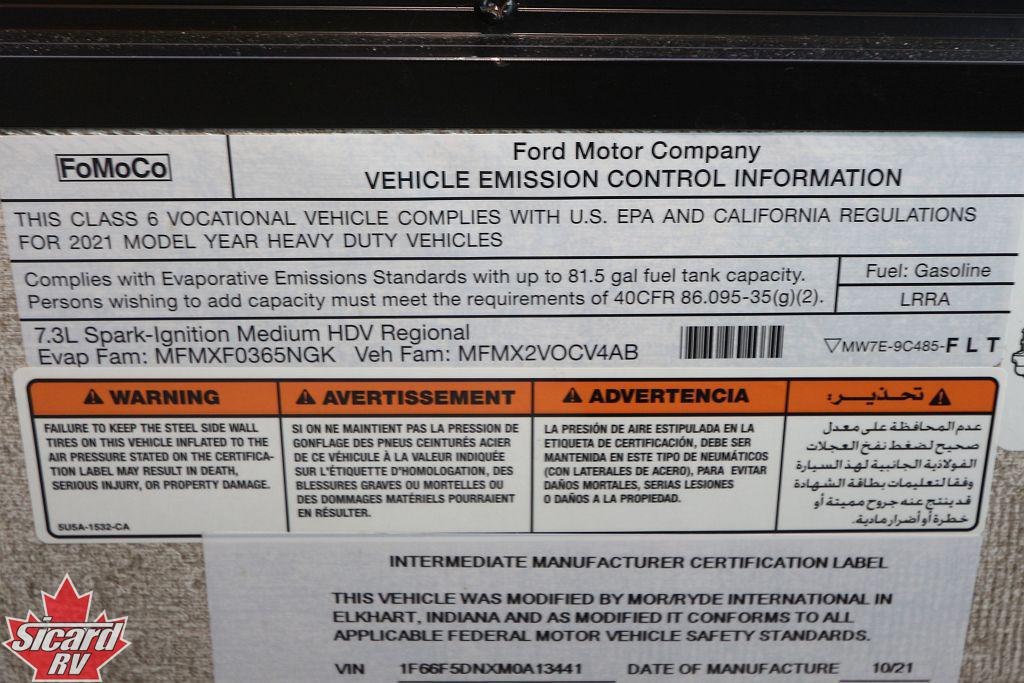 FoMoCo
Ford Motor Company
VEHICLE EMISSION CONTROL INFORMATION
THIS CLASS 6 VOCATIONAL VEHICLE COMPLIES WITH U.S. EPA AND CALIFORNIA REGULATIONS
FOR 2021 MODEL YEAR HEAVY DUTY VEHICLES
Complies with Evaporative Emissions Standards with up to 81.5 gal fuel tank capacity.
Persons wishing to add capacity must meet the requirements of 40CFR 86.095-35(g)(2).
Fuel: Gasoline
LRRA
7.3L Spark-Ignition Medium HDV Regional
Evap Fam: MFMXF0365NGK Veh Fam: MFMX2VOCV4AB
▽MW7E-9C485-F L T
⚠ WARNING
FAILURE TO KEEP THE STEEL SIDE WALL
TIRES ON THIS VEHICLE INFLATED TO THE
AIR PRESSURE STATED ON THE CERTIFICA-
TION LABEL MAY RESULT IN DEATH,
SERIOUS INJURY, OR PROPERTY DAMAGE.
5U5A-1532-CA
⚠ AVERTISSEMENT
SI ON NE MAINTIENT PAS LA PRESSION DE
GONFLAGE DES PNEUS CEINTURÉS ACIER
DE CE VÉHICULE À LA VALEUR INDIQUÉE
SUR L'ÉTIQUETTE D'HOMOLOGATION, DES
BLESSURES GRAVES OU MORTELLES OU
DES DOMMAGES MATÉRIELS POURRAIENT
EN RÉSULTER.
⚠ ADVERTENCIA
LA PRESIÓN DE AIRE ESTIPULADA EN LA
ETIQUETA DE CERTIFICACIÓN, DEBE SER
MANTENIDA EN ESTE TIPO DE NEUMÁTICOS
(CON LATERALES DE ACERO), PARA EVITAR
DAÑOS MORTALES, SERIAS LESIONES
O DAÑOS A LA PROPIEDAD.
⚠ تحذير:
عدم المحافظة على معدل
صحيح لضغط نفخ العجلات
الفولاذية الجانبية لهذ السيارة
وفقا لتعليمات بطاقة الشهادة
قد ينتج عنه جروح مميتة أو
خطرة أو أضرار مادية.
INTERMEDIATE MANUFACTURER CERTIFICATION LABEL
THIS VEHICLE WAS MODIFIED BY MOR/RYDE INTERNATIONAL IN
ELKHART, INDIANA AND AS MODIFIED IT CONFORMS TO ALL
APPLICABLE FEDERAL MOTOR VEHICLE SAFETY STANDARDS.
VIN 1F66F5DNXM0A13441 DATE OF MANUFACTURE 10/21
Sicard
RV